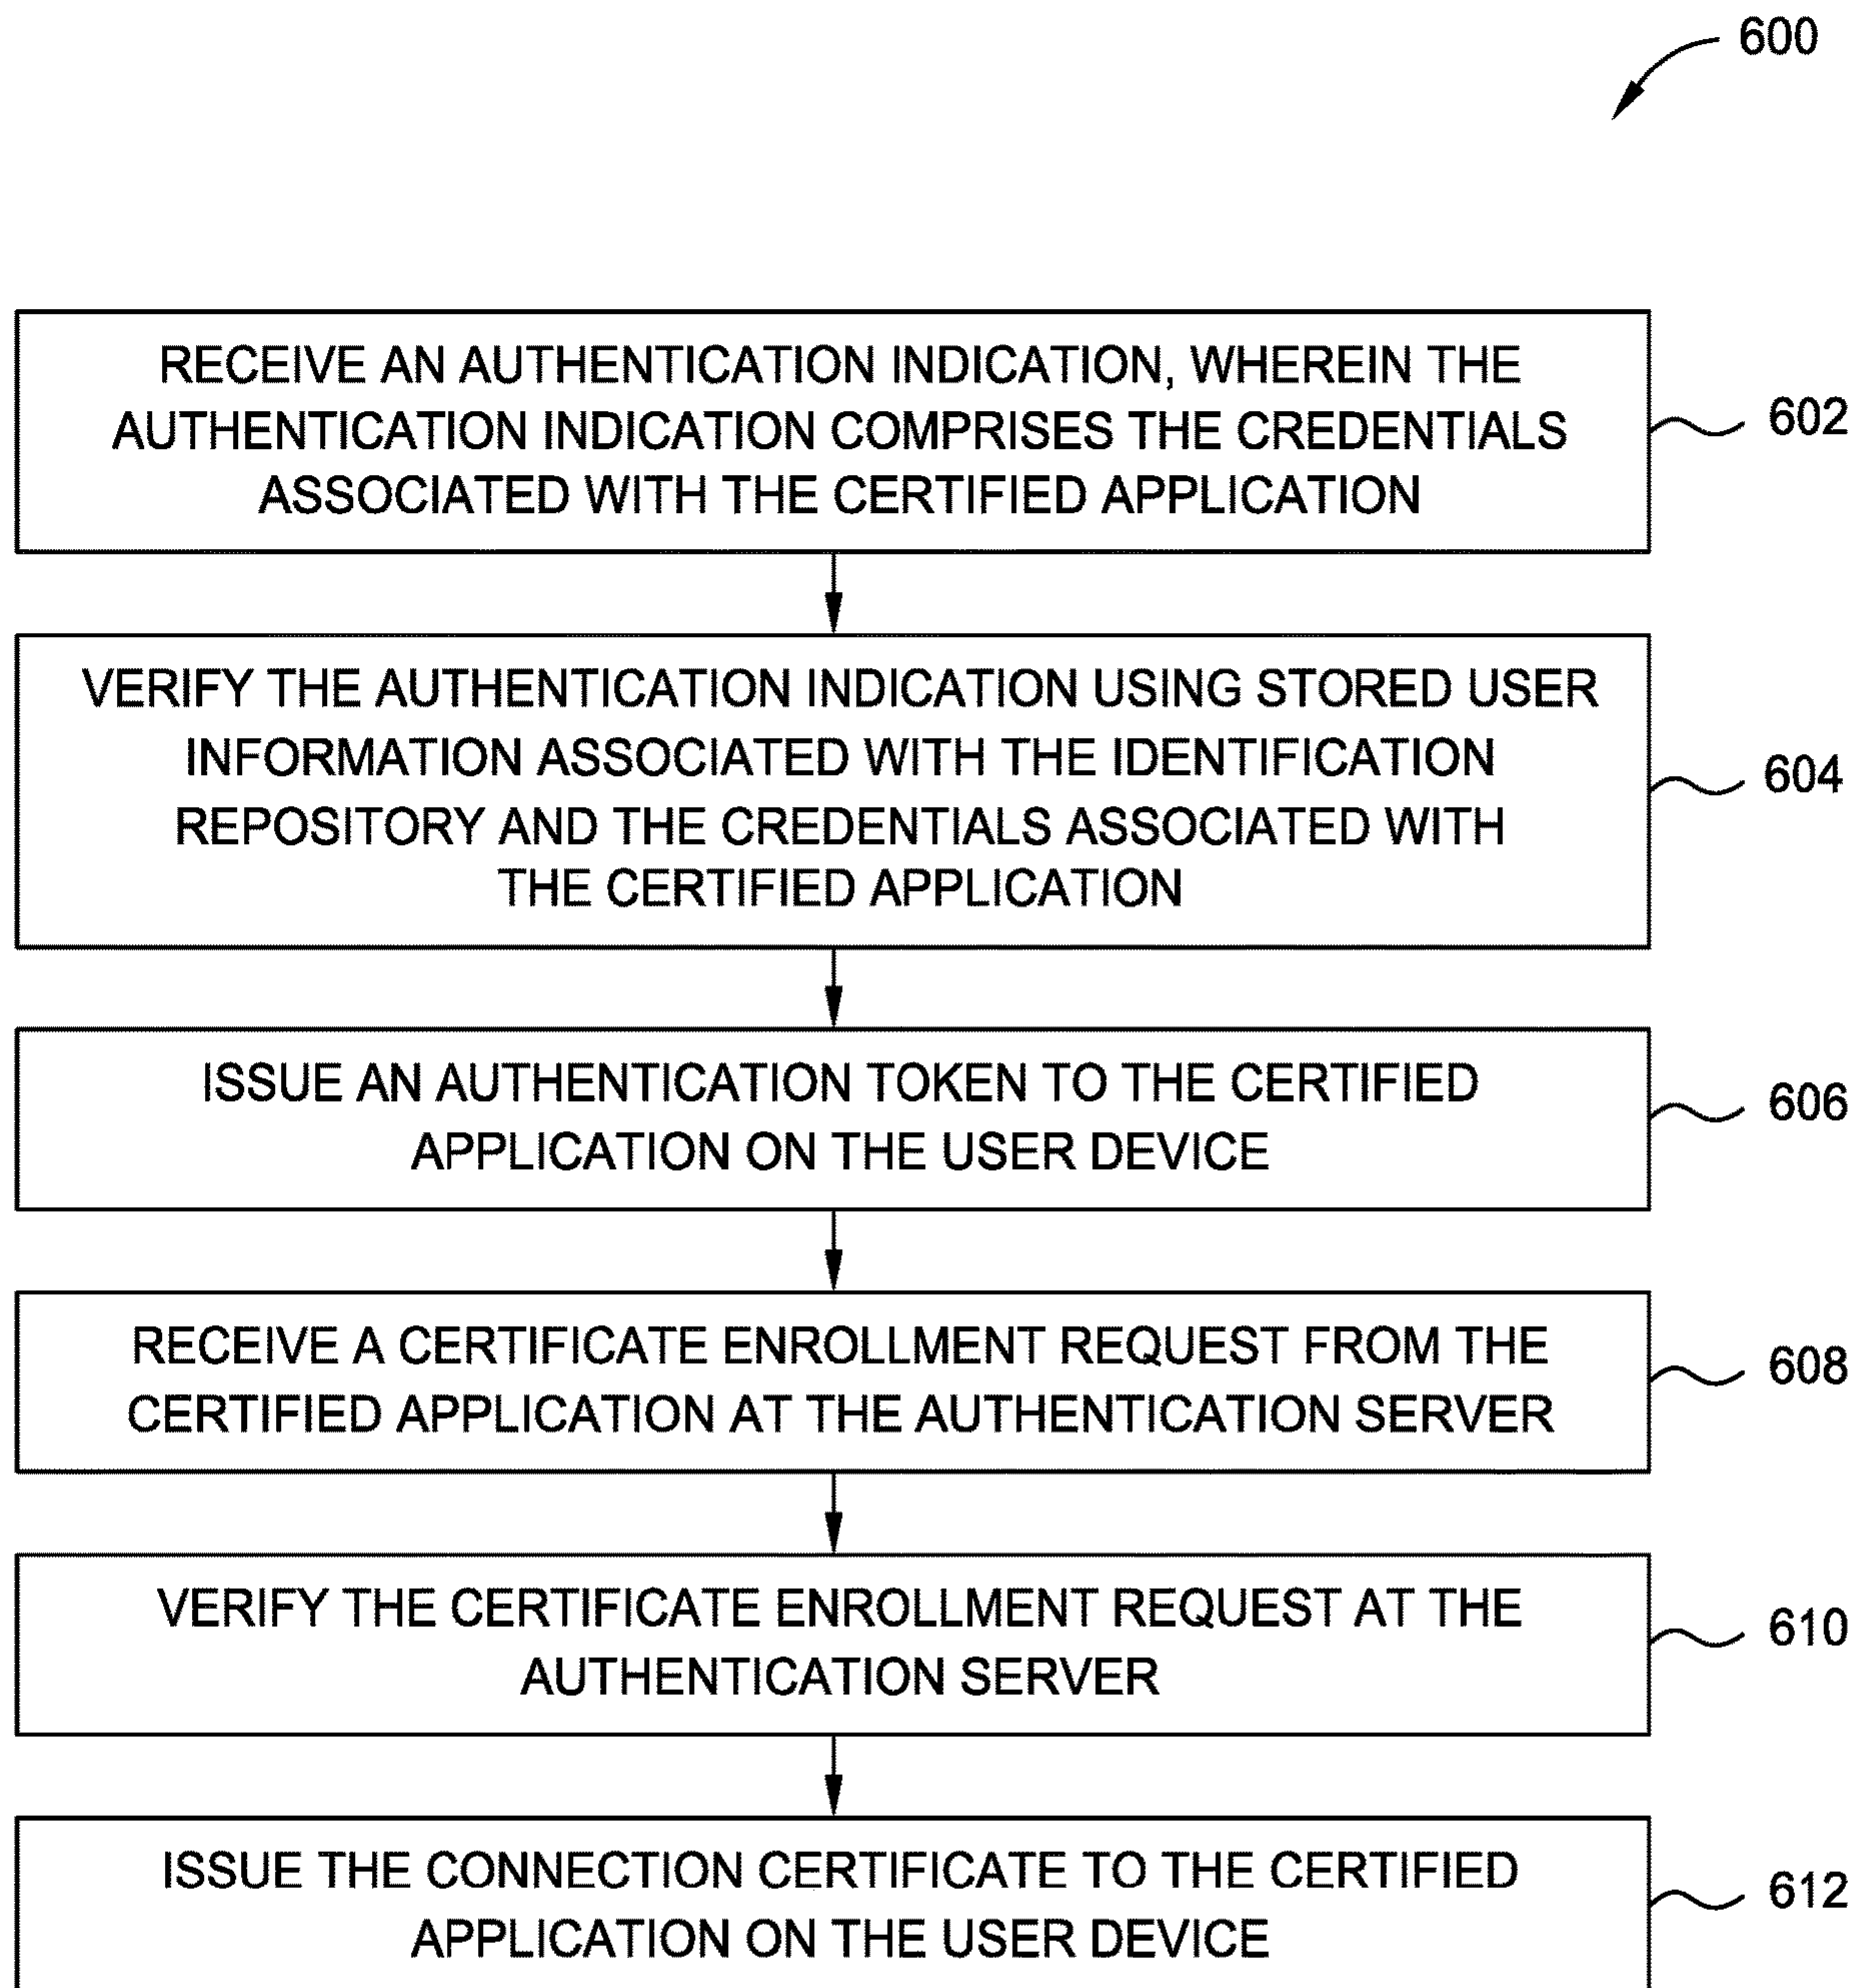 600
RECEIVE AN AUTHENTICATION INDICATION, WHEREIN THE
AUTHENTICATION INDICATION COMPRISES THE CREDENTIALS
ASSOCIATED WITH THE CERTIFIED APPLICATION
602
VERIFY THE AUTHENTICATION INDICATION USING STORED USER
INFORMATION ASSOCIATED WITH THE IDENTIFICATION
REPOSITORY AND THE CREDENTIALS ASSOCIATED WITH
THE CERTIFIED APPLICATION
604
ISSUE AN AUTHENTICATION TOKEN TO THE CERTIFIED
APPLICATION ON THE USER DEVICE
606
RECEIVE A CERTIFICATE ENROLLMENT REQUEST FROM THE
CERTIFIED APPLICATION AT THE AUTHENTICATION SERVER
608
VERIFY THE CERTIFICATE ENROLLMENT REQUEST AT THE
AUTHENTICATION SERVER
610
ISSUE THE CONNECTION CERTIFICATE TO THE CERTIFIED
APPLICATION ON THE USER DEVICE
612